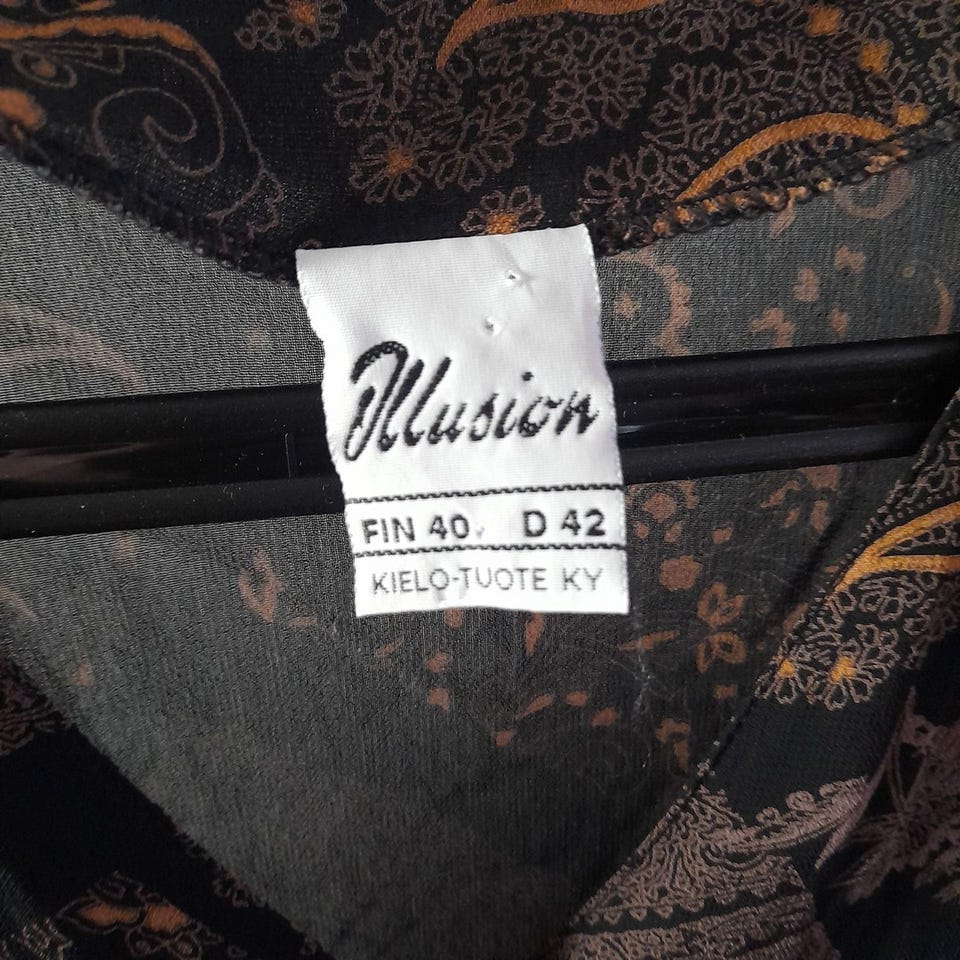 Illusion
FIN 40 D 42
KIELO-TUOTE KY